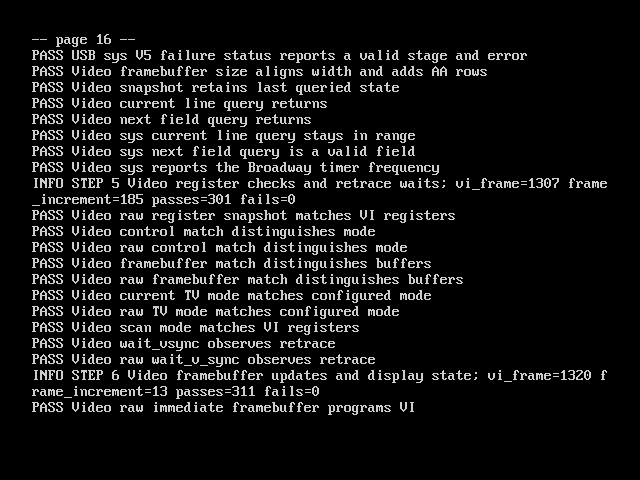 -- page 16 --
PASS USB sys V5 failure status reports a valid stage and error
PASS Video framebuffer size aligns width and adds AA rows
PASS Video snapshot retains last queried state
PASS Video current line query returns
PASS Video next field query returns
PASS Video sys current line query stays in range
PASS Video sys next field query is a valid field
PASS Video sys reports the Broadway timer frequency
INFO STEP 5 Video register checks and retrace waits; vi_frame=1307 frame
_increment=185 passes=301 fails=0
PASS Video raw register snapshot matches VI registers
PASS Video control match distinguishes mode
PASS Video raw control match distinguishes mode
PASS Video framebuffer match distinguishes buffers
PASS Video raw framebuffer match distinguishes buffers
PASS Video current TV mode matches configured mode
PASS Video raw TV mode matches configured mode
PASS Video scan mode matches VI registers
PASS Video wait_vsync observes retrace
PASS Video raw wait_v_sync observes retrace
INFO STEP 6 Video framebuffer updates and display state; vi_frame=1320 f
rame_increment=13 passes=311 fails=0
PASS Video raw immediate framebuffer programs VI